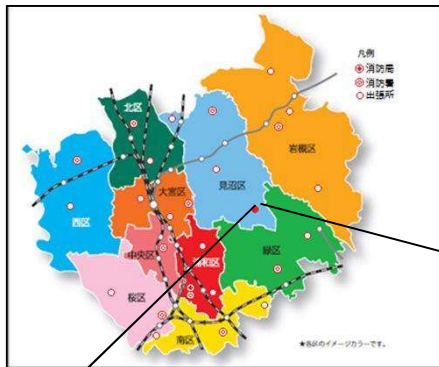 凡例
消防局
消防署
出張所
北区
岩槻区
見沼区
大宮区
西区
中央区
浦和区
緑区
桜区
南区
★各区のイメージカラーです。